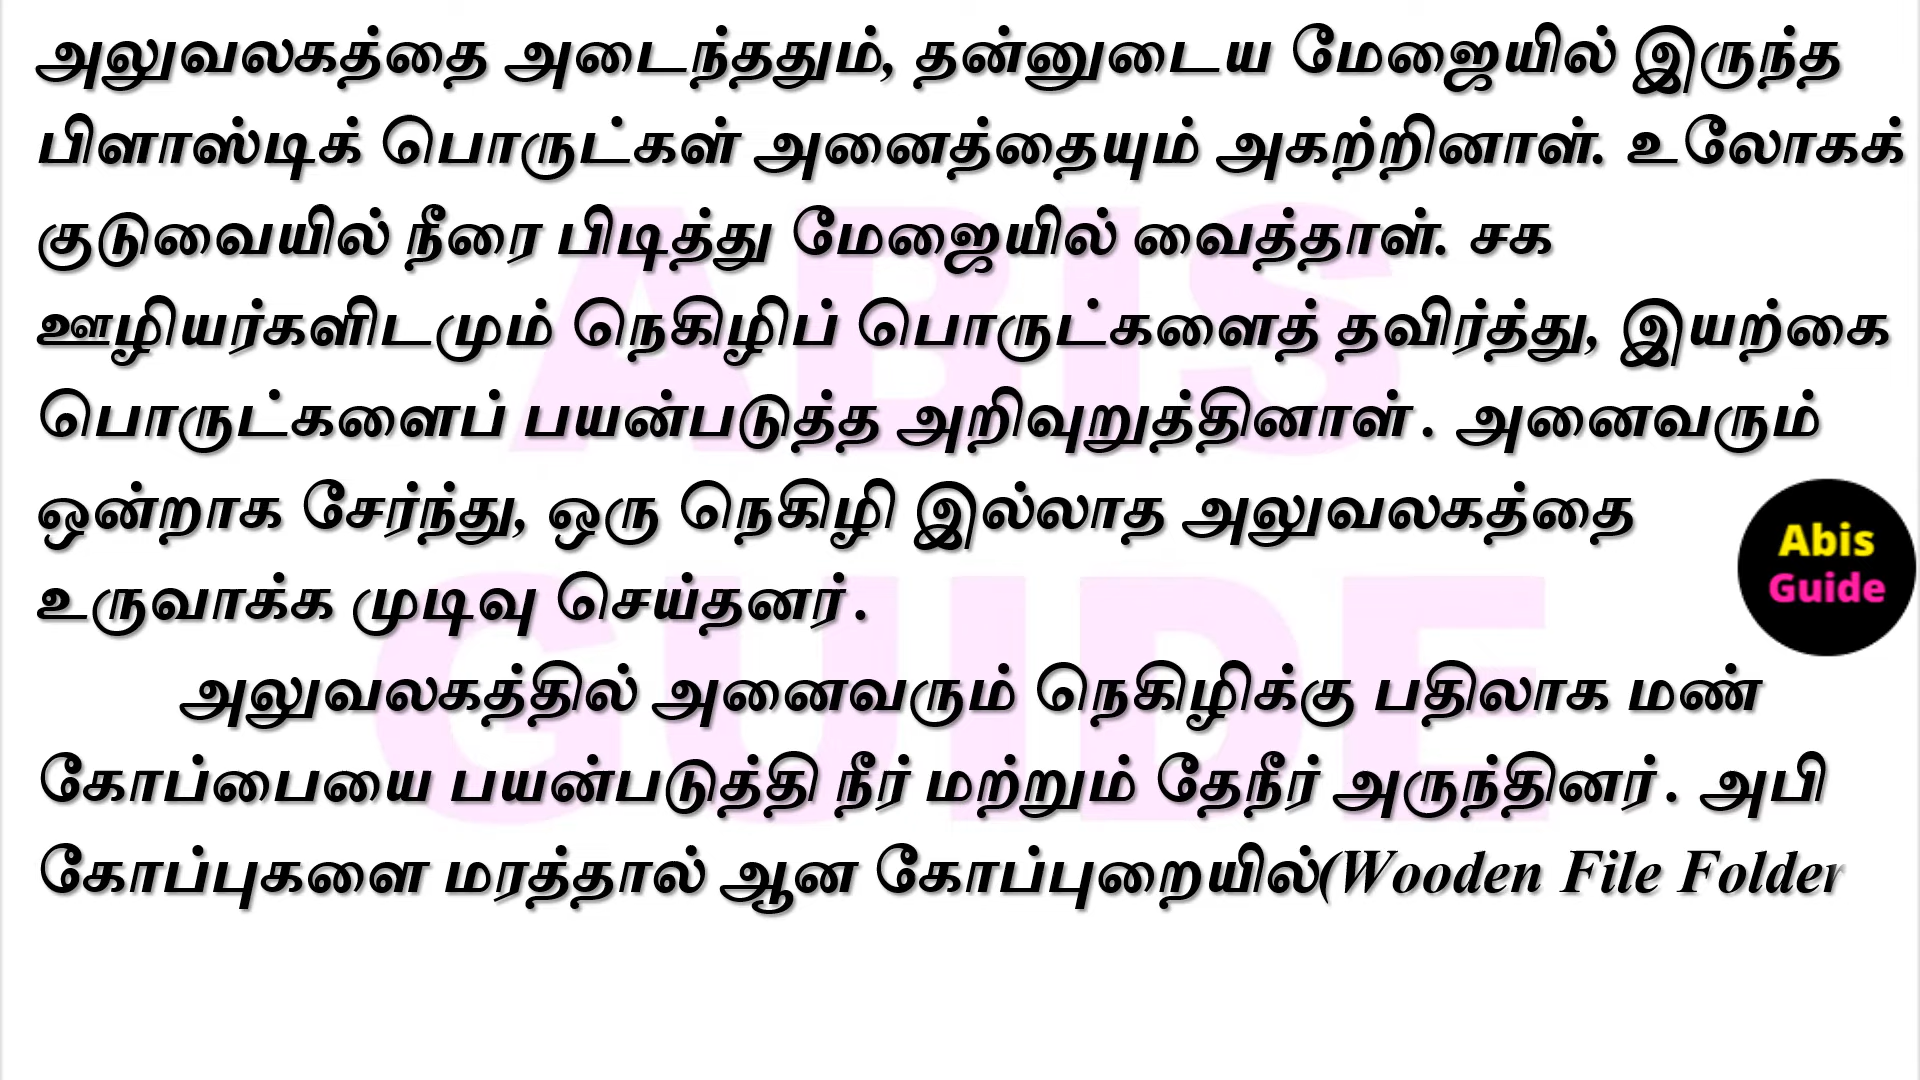 அலுவலகத்தை அடைந்ததும், தன்னுடைய மேஜையில் இருந்த
பிளாஸ்டிக் பொருட்கள் அனைத்தையும் அகற்றினாள். உலோகக்
குடுவையில் நீரை பிடித்து மேஜையில் வைத்தாள். சக
ஊழியர்களிடமும் நெகிழிப் பொருட்களைத் தவிர்த்து, இயற்கை
பொருட்களைப் பயன்படுத்த அறிவுறுத்தினாள். அனைவரும்
ஒன்றாக சேர்ந்து, ஒரு நெகிழி இல்லாத அலுவலகத்தை
உருவாக்க முடிவு செய்தனர்.
அலுவலகத்தில் அனைவரும் நெகிழிக்கு பதிலாக மண்
கோப்பையை பயன்படுத்தி நீர் மற்றும் தேநீர் அருந்தினர். அபி
கோப்புகளை மரத்தால் ஆன கோப்புறையில்(Wooden File Folder
ABIS
GUIDE
Abis
Guide